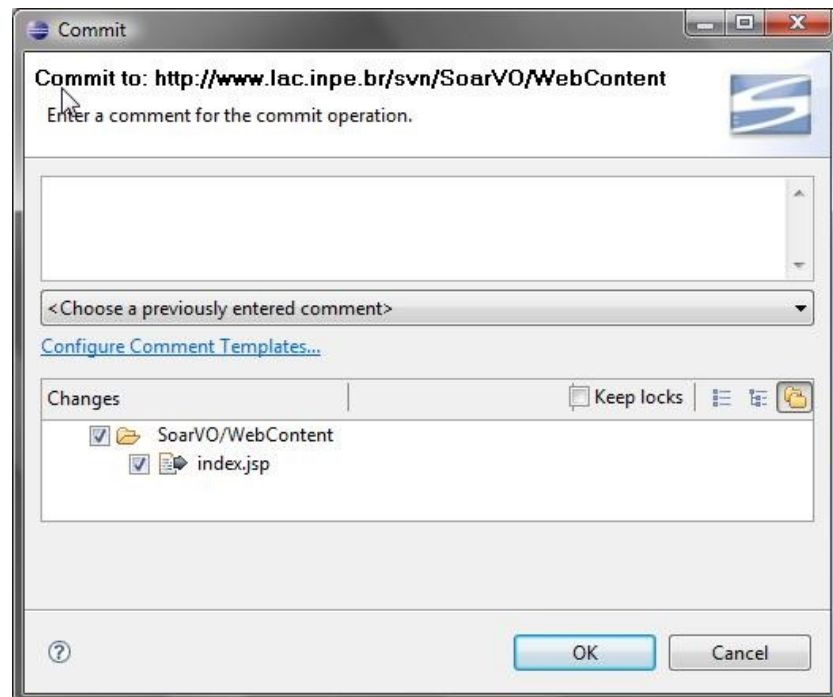 Commit
Commit to: http://www.lac.inpe.br/svn/SoarVO/WebContent
Enter a comment for the commit operation.
<Choose a previously entered comment>
Configure Comment Templates...
Changes Keep locks
SoarVO/WebContent
index.jsp
? OK Cancel